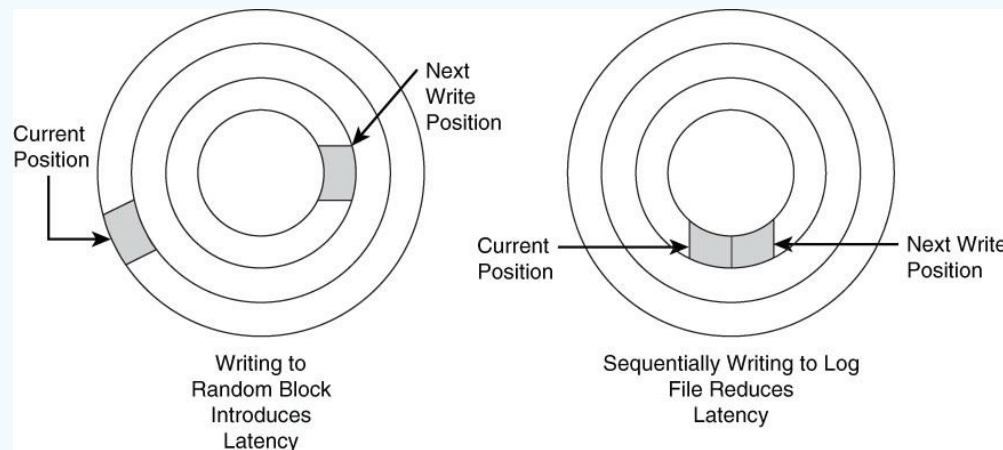 Next
Write
Position
Current
Position
Writing to
Random Block
Introduces
Latency
Current
Position
Next Write
Position
Sequentially Writing to Log
File Reduces
Latency